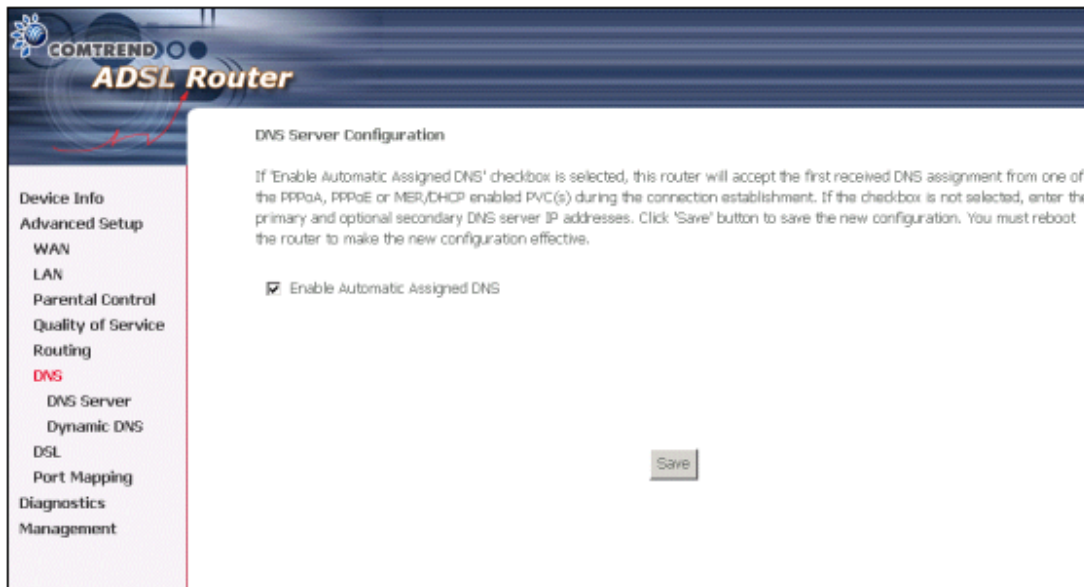 COMTREND
ADSL Router
Device Info
Advanced Setup
WAN
LAN
Parental Control
Quality of Service
Routing
DNS
DNS Server
Dynamic DNS
DSL
Port Mapping
Diagnostics
Management
DNS Server Configuration
If 'Enable Automatic Assigned DNS' checkbox is selected, this router will accept the first received DNS assignment from one of
the PPPoA, PPPoE or MER/DHCP enabled PVC(s) during the connection establishment. If the checkbox is not selected, enter the
primary and optional secondary DNS server IP addresses. Click 'Save' button to save the new configuration. You must reboot
the router to make the new configuration effective.
Enable Automatic Assigned DNS
Save